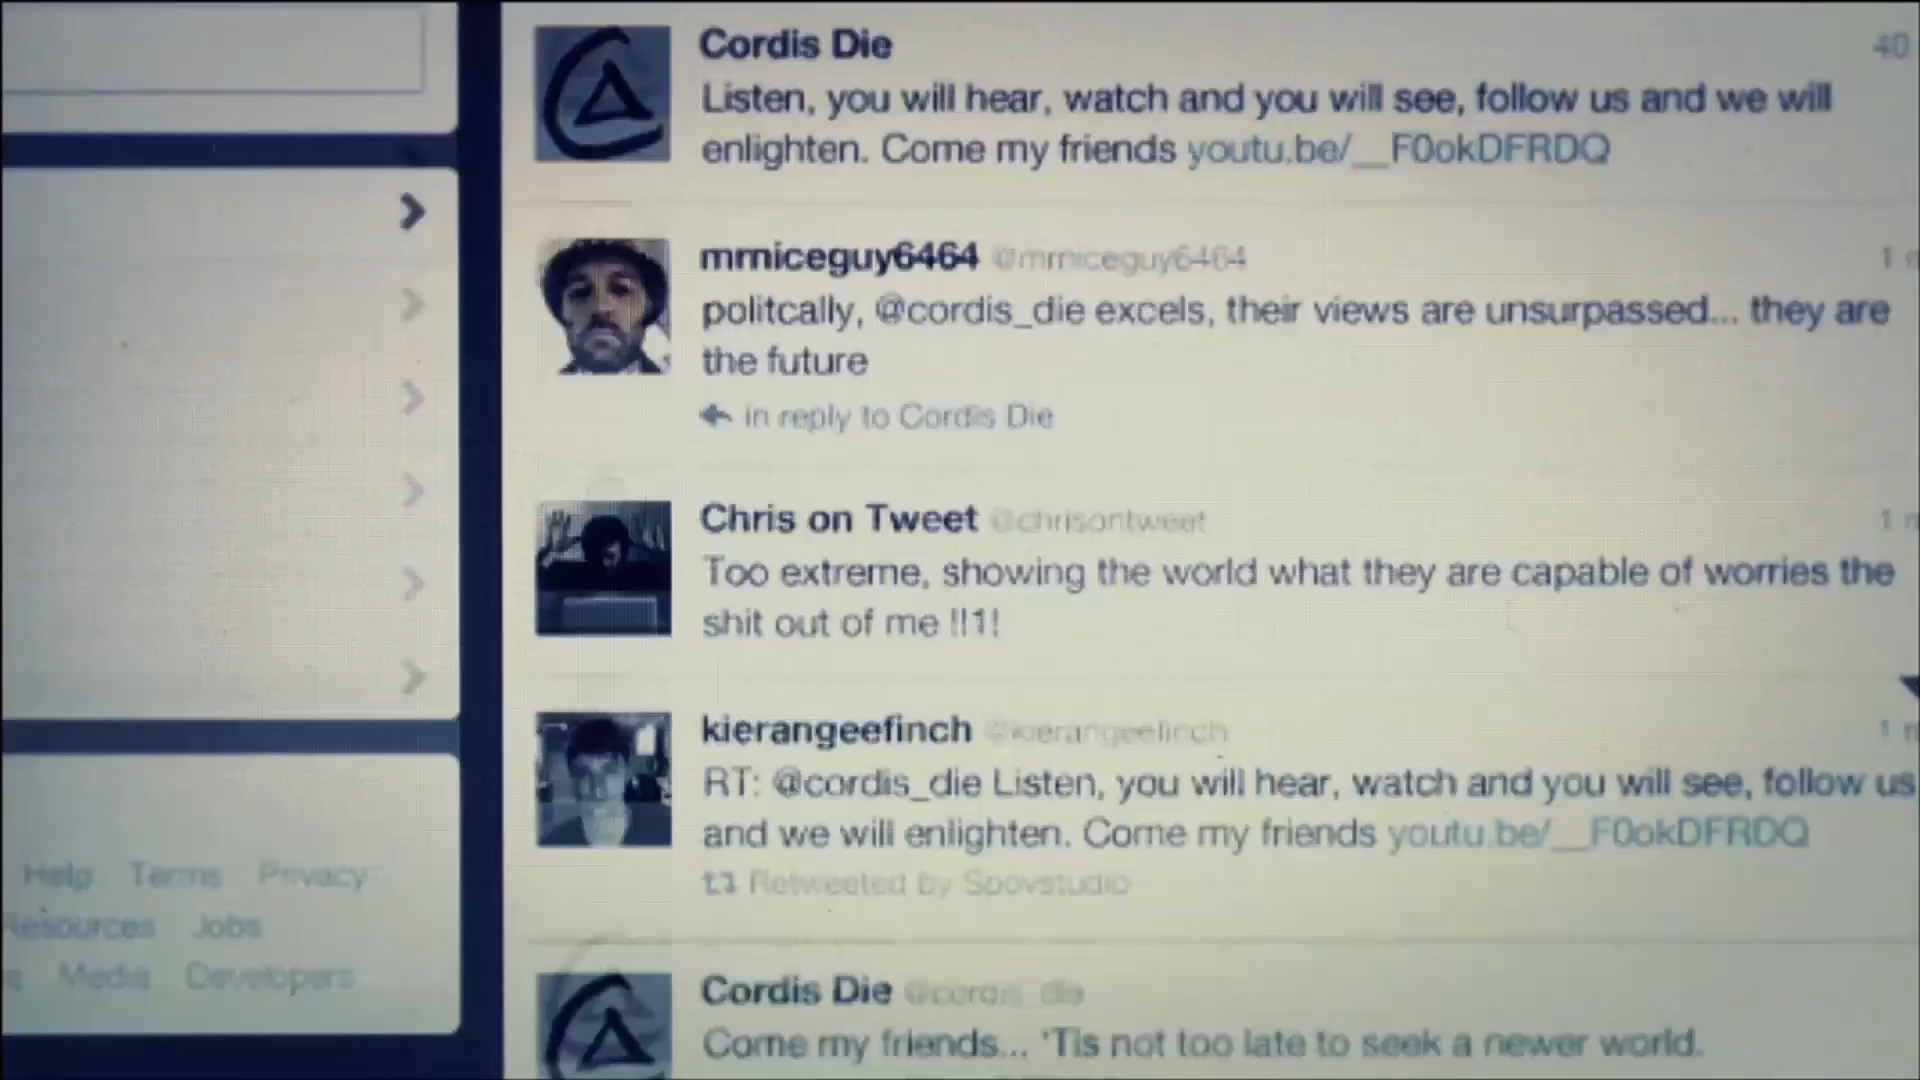 Cordis Die
40
Listen, you will hear, watch and you will see, follow us and we will
enlighten. Come my friends youtu.be/__F0okDFRDQ
mrniceguy6464 @mrniceguy6464
1
politcally, @cordis_die excels, their views are unsurpassed... they are
the future
in reply to Cordis Die
Chris on Tweet @chrisontweet
1
Too extreme, showing the world what they are capable of worries the
shit out of me !!1!
kierangeefinch @kierangeefinch
1
RT: @cordis_die Listen, you will hear, watch and you will see, follow us
and we will enlighten. Come my friends youtu.be/__F0okDFRDQ
Retweeted by Spovstudio
Cordis Die @cordis_die
Come my friends... 'Tis not too late to seek a newer world.
Help Terms Privacy
Resources Jobs
Media Developers